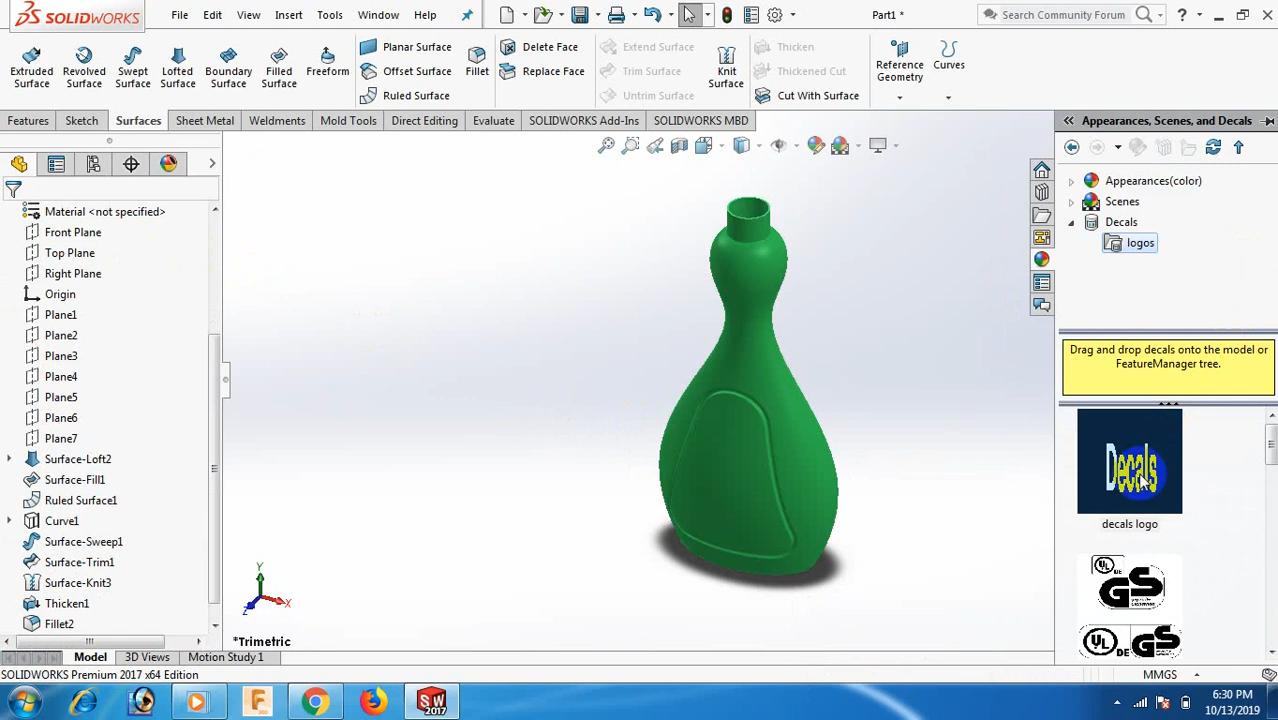 SOLIDWORKS File Edit View Insert Tools Window Help Part1 * Search Community Forum ?
Extruded Surface Revolved Surface Swept Surface Lofted Surface Boundary Surface Filled Surface Freeform Planar Surface Offset Surface Ruled Surface Fillet Delete Face Replace Face Extend Surface Trim Surface Untrim Surface Knit Surface Thicken Thickened Cut Cut With Surface Reference Geometry Curves
Features Sketch Surfaces Sheet Metal Weldments Mold Tools Direct Editing Evaluate SOLIDWORKS Add-Ins SOLIDWORKS MBD
Material <not specified>
Front Plane
Top Plane
Right Plane
Origin
Plane1
Plane2
Plane3
Plane4
Plane5
Plane6
Plane7
Surface-Loft2
Surface-Fill1
Ruled Surface1
Curve1
Surface-Sweep1
Surface-Trim1
Surface-Knit3
Thicken1
Fillet2
Y
X
Z
*Trimetric
Appearances, Scenes, and Decals
Appearances(color)
Scenes
Decals
logos
Drag and drop decals onto the model or
FeatureManager tree.
Decals
decals logo
UL DE
GS
UL DE GS
Model 3D Views Motion Study 1
SOLIDWORKS Premium 2017 x64 Edition
MMGS
SW
2017
6:30 PM
10/13/2019